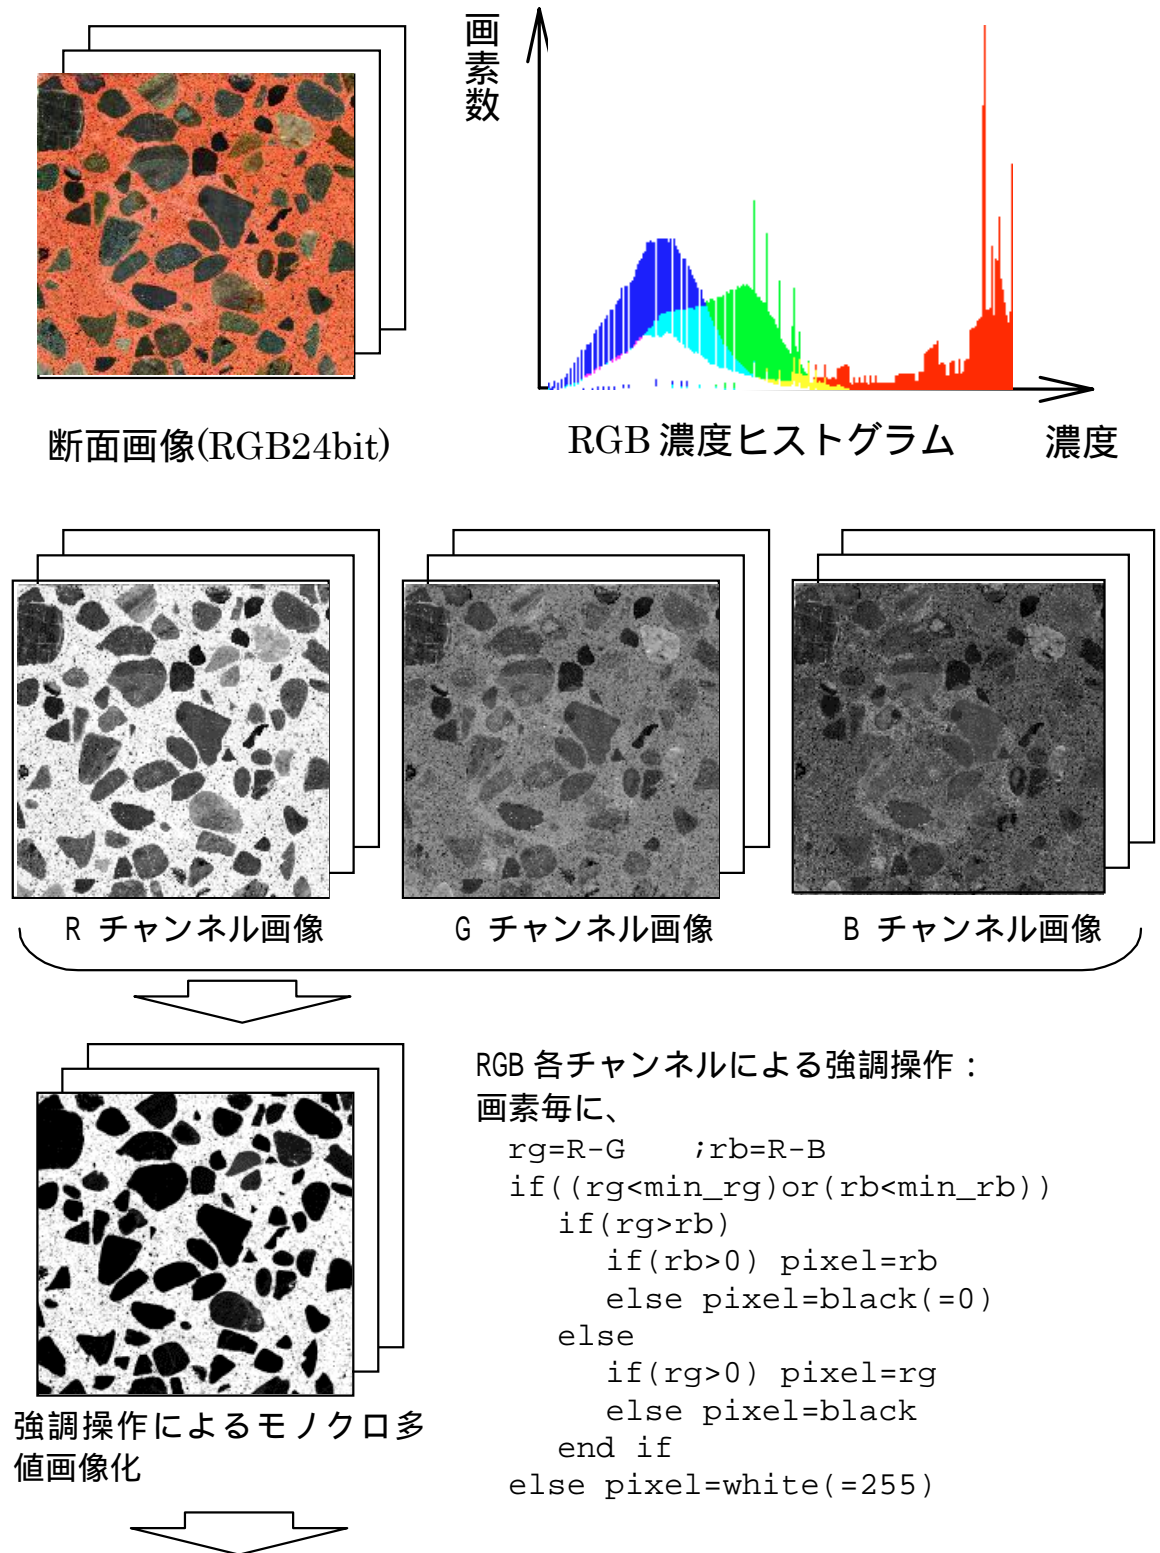 画素数
断面画像(RGB24bit)
RGB 濃度ヒストグラム
濃度
R チャンネル画像
G チャンネル画像
B チャンネル画像
RGB 各チャンネルによる強調操作：
画素毎に、
rg=R-G    ;rb=R-B
if((rg<min_rg)or(rb<min_rb))
if(rg>rb)
if(rb>0) pixel=rb
else pixel=black(=0)
else
if(rg>0) pixel=rg
else pixel=black
end if
else pixel=white(=255)
強調操作によるモノクロ多
値画像化